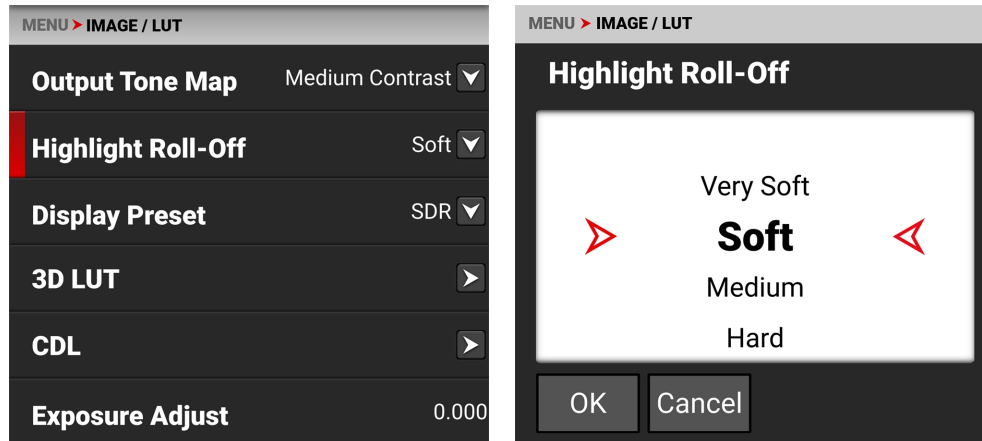 MENU > IMAGE / LUT
Output Tone Map Medium Contrast
Highlight Roll-Off Soft
Display Preset SDR
3D LUT
CDL
Exposure Adjust 0.000
MENU > IMAGE / LUT
Highlight Roll-Off
Very Soft
Soft
Medium
Hard
OK Cancel